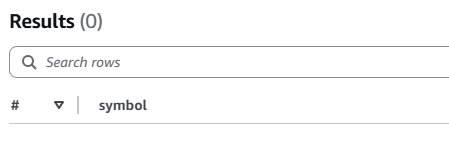 Results (0)
Search rows
# symbol